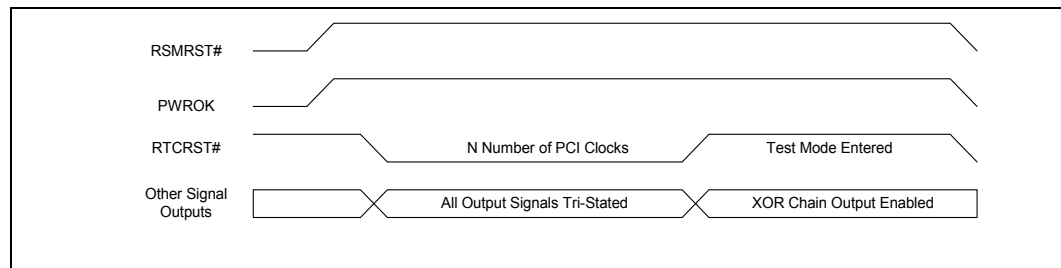 RSMRST#
PWROK
RTCRST#
N Number of PCI Clocks
Test Mode Entered
Other Signal
Outputs
All Output Signals Tri-Stated
XOR Chain Output Enabled